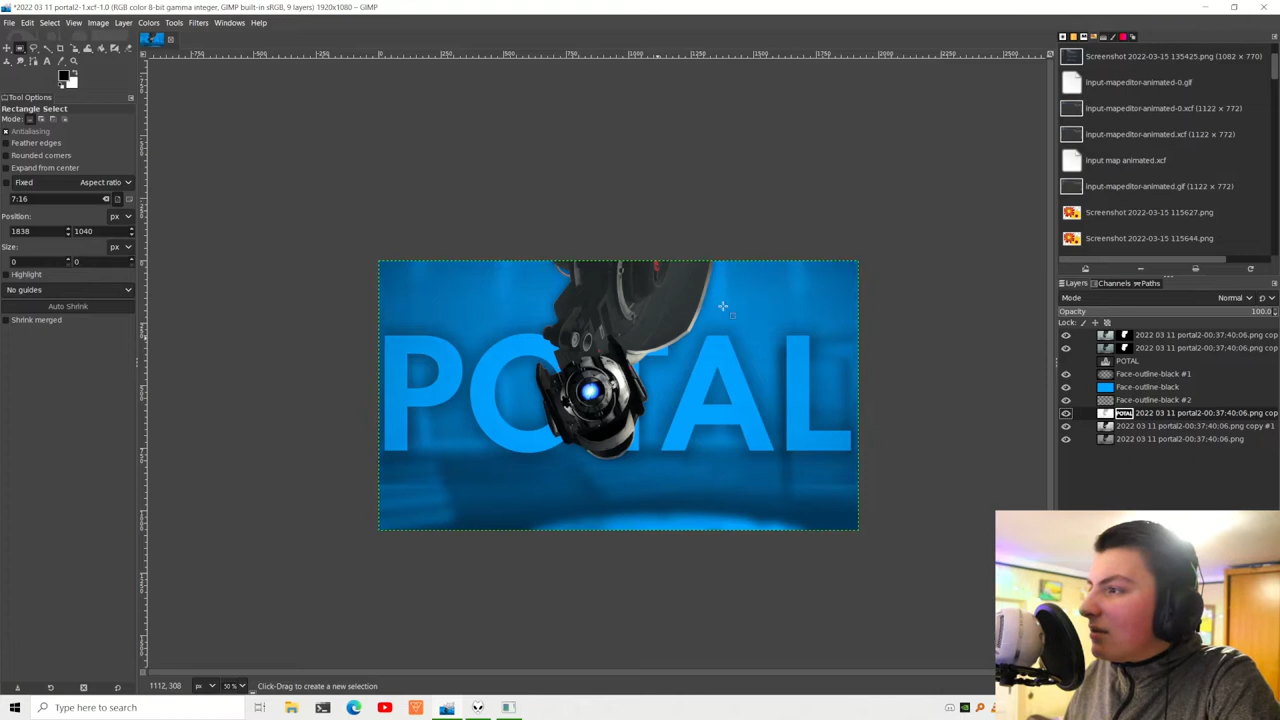 *2022 03 11 portal2-1.xcf-1.0 (RGB color 8-bit gamma integer, GIMP built-in sRGB, 9 layers) 1920x1080 – GIMP
File Edit Select View Image Layer Colors Tools Filters Windows Help
Tool Options
Rectangle Select
Mode:
Antialiasing
Feather edges
Rounded corners
Expand from center
Fixed Aspect ratio
7:16
Position: px
1838 1040
Size: px
0 0
Highlight
No guides
Auto Shrink
Shrink merged
POTAL
1112, 308 px 50 % Click-Drag to create a new selection
Screenshot 2022-03-15 135425.png (1082 × 770)
input-mapeditor-animated-0.gif
input-mapeditor-animated-0.xcf (1122 × 772)
input-mapeditor-animated.xcf (1122 × 772)
input map animated.xcf
input-mapeditor-animated.gif (1122 × 772)
Screenshot 2022-03-15 115627.png
Screenshot 2022-03-15 115644.png
Layers Channels Paths
Mode Normal
Opacity 100.0
Lock:
2022 03 11 portal2-00;37;40;06.png cop
2022 03 11 portal2-00;37;40;06.png cop
POTAL
Face-outline-black #1
Face-outline-black
Face-outline-black #2
POTAL 2022 03 11 portal2-00;37;40;06.png cop
2022 03 11 portal2-00;37;40;06.png copy #1
2022 03 11 portal2-00;37;40;06.png
Type here to search